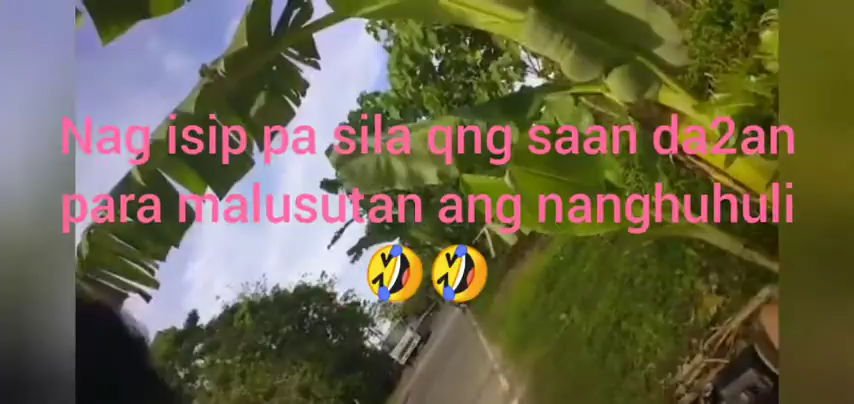 Nag isip pa sila qng saan da2an
para malusutan ang nanghuhuli
🤣🤣